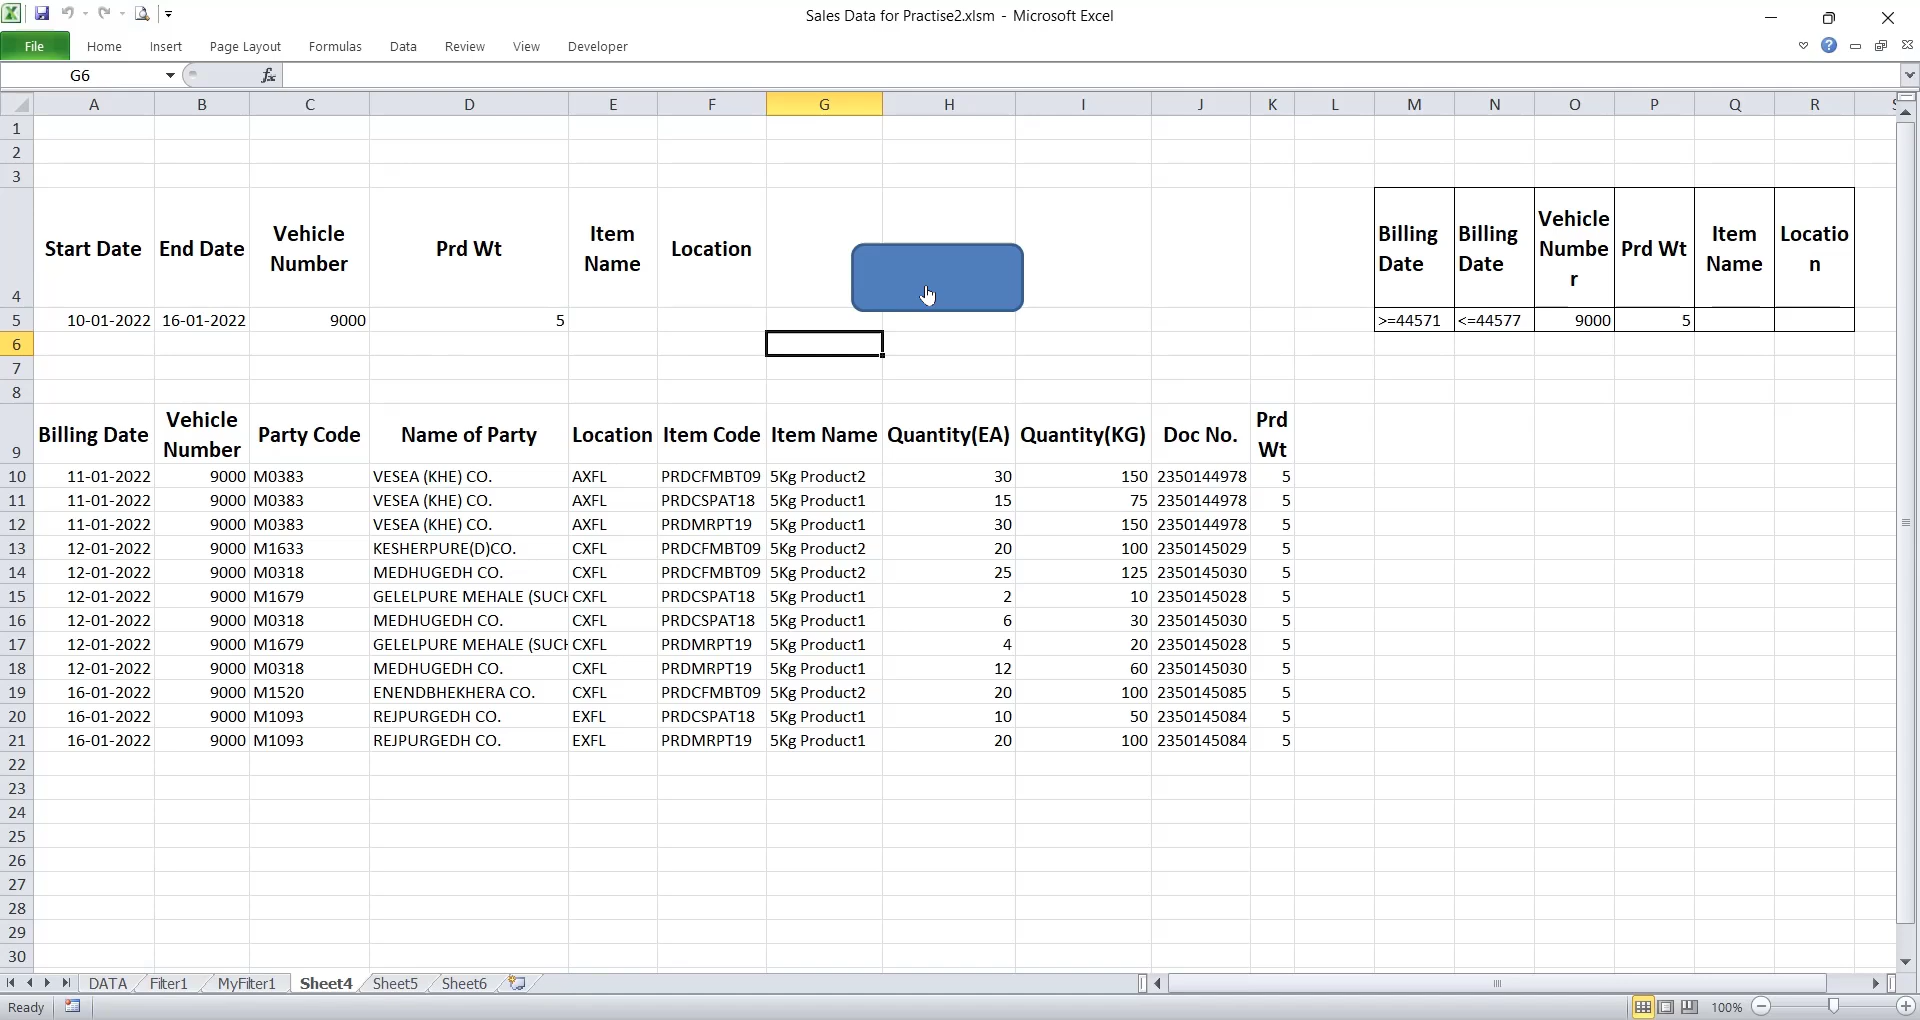 Sales Data for Practise2.xlsm - Microsoft Excel
File Home Insert Page Layout Formulas Data Review View Developer
G6 fx
A B C D E F G H I J K L M N O P Q R S
1
2
3
4 Start Date End Date Vehicle Number Prd Wt Item Name Location Billing Date Billing Date Vehicle Numbe r Prd Wt Item Name Locatio n
5 10-01-2022 16-01-2022 9000 5 >=44571 <=44577 9000 5
6
7
8
9 Billing Date Vehicle Number Party Code Name of Party Location Item Code Item Name Quantity(EA) Quantity(KG) Doc No. Prd Wt
10 11-01-2022 9000 M0383 VESEA (KHE) CO. AXFL PRDCFMBT09 5Kg Product2 30 150 2350144978 5
11 11-01-2022 9000 M0383 VESEA (KHE) CO. AXFL PRDCSPAT18 5Kg Product1 15 75 2350144978 5
12 11-01-2022 9000 M0383 VESEA (KHE) CO. AXFL PRDMRPT19 5Kg Product1 30 150 2350144978 5
13 12-01-2022 9000 M1633 KESHERPURE(D)CO. CXFL PRDCFMBT09 5Kg Product2 20 100 2350145029 5
14 12-01-2022 9000 M0318 MEDHUGEDH CO. CXFL PRDCFMBT09 5Kg Product2 25 125 2350145030 5
15 12-01-2022 9000 M1679 GELELPURE MEHALE (SUCH CXFL PRDCSPAT18 5Kg Product1 2 10 2350145028 5
16 12-01-2022 9000 M0318 MEDHUGEDH CO. CXFL PRDCSPAT18 5Kg Product1 6 30 2350145030 5
17 12-01-2022 9000 M1679 GELELPURE MEHALE (SUCH CXFL PRDMRPT19 5Kg Product1 4 20 2350145028 5
18 12-01-2022 9000 M0318 MEDHUGEDH CO. CXFL PRDMRPT19 5Kg Product1 12 60 2350145030 5
19 16-01-2022 9000 M1520 ENENDBHEKHERA CO. CXFL PRDCFMBT09 5Kg Product2 20 100 2350145085 5
20 16-01-2022 9000 M1093 REJPURGEDH CO. EXFL PRDCSPAT18 5Kg Product1 10 50 2350145084 5
21 16-01-2022 9000 M1093 REJPURGEDH CO. EXFL PRDMRPT19 5Kg Product1 20 100 2350145084 5
22
23
24
25
26
27
28
29
30
DATA Filter1 MyFilter1 Sheet4 Sheet5 Sheet6
Ready 100%